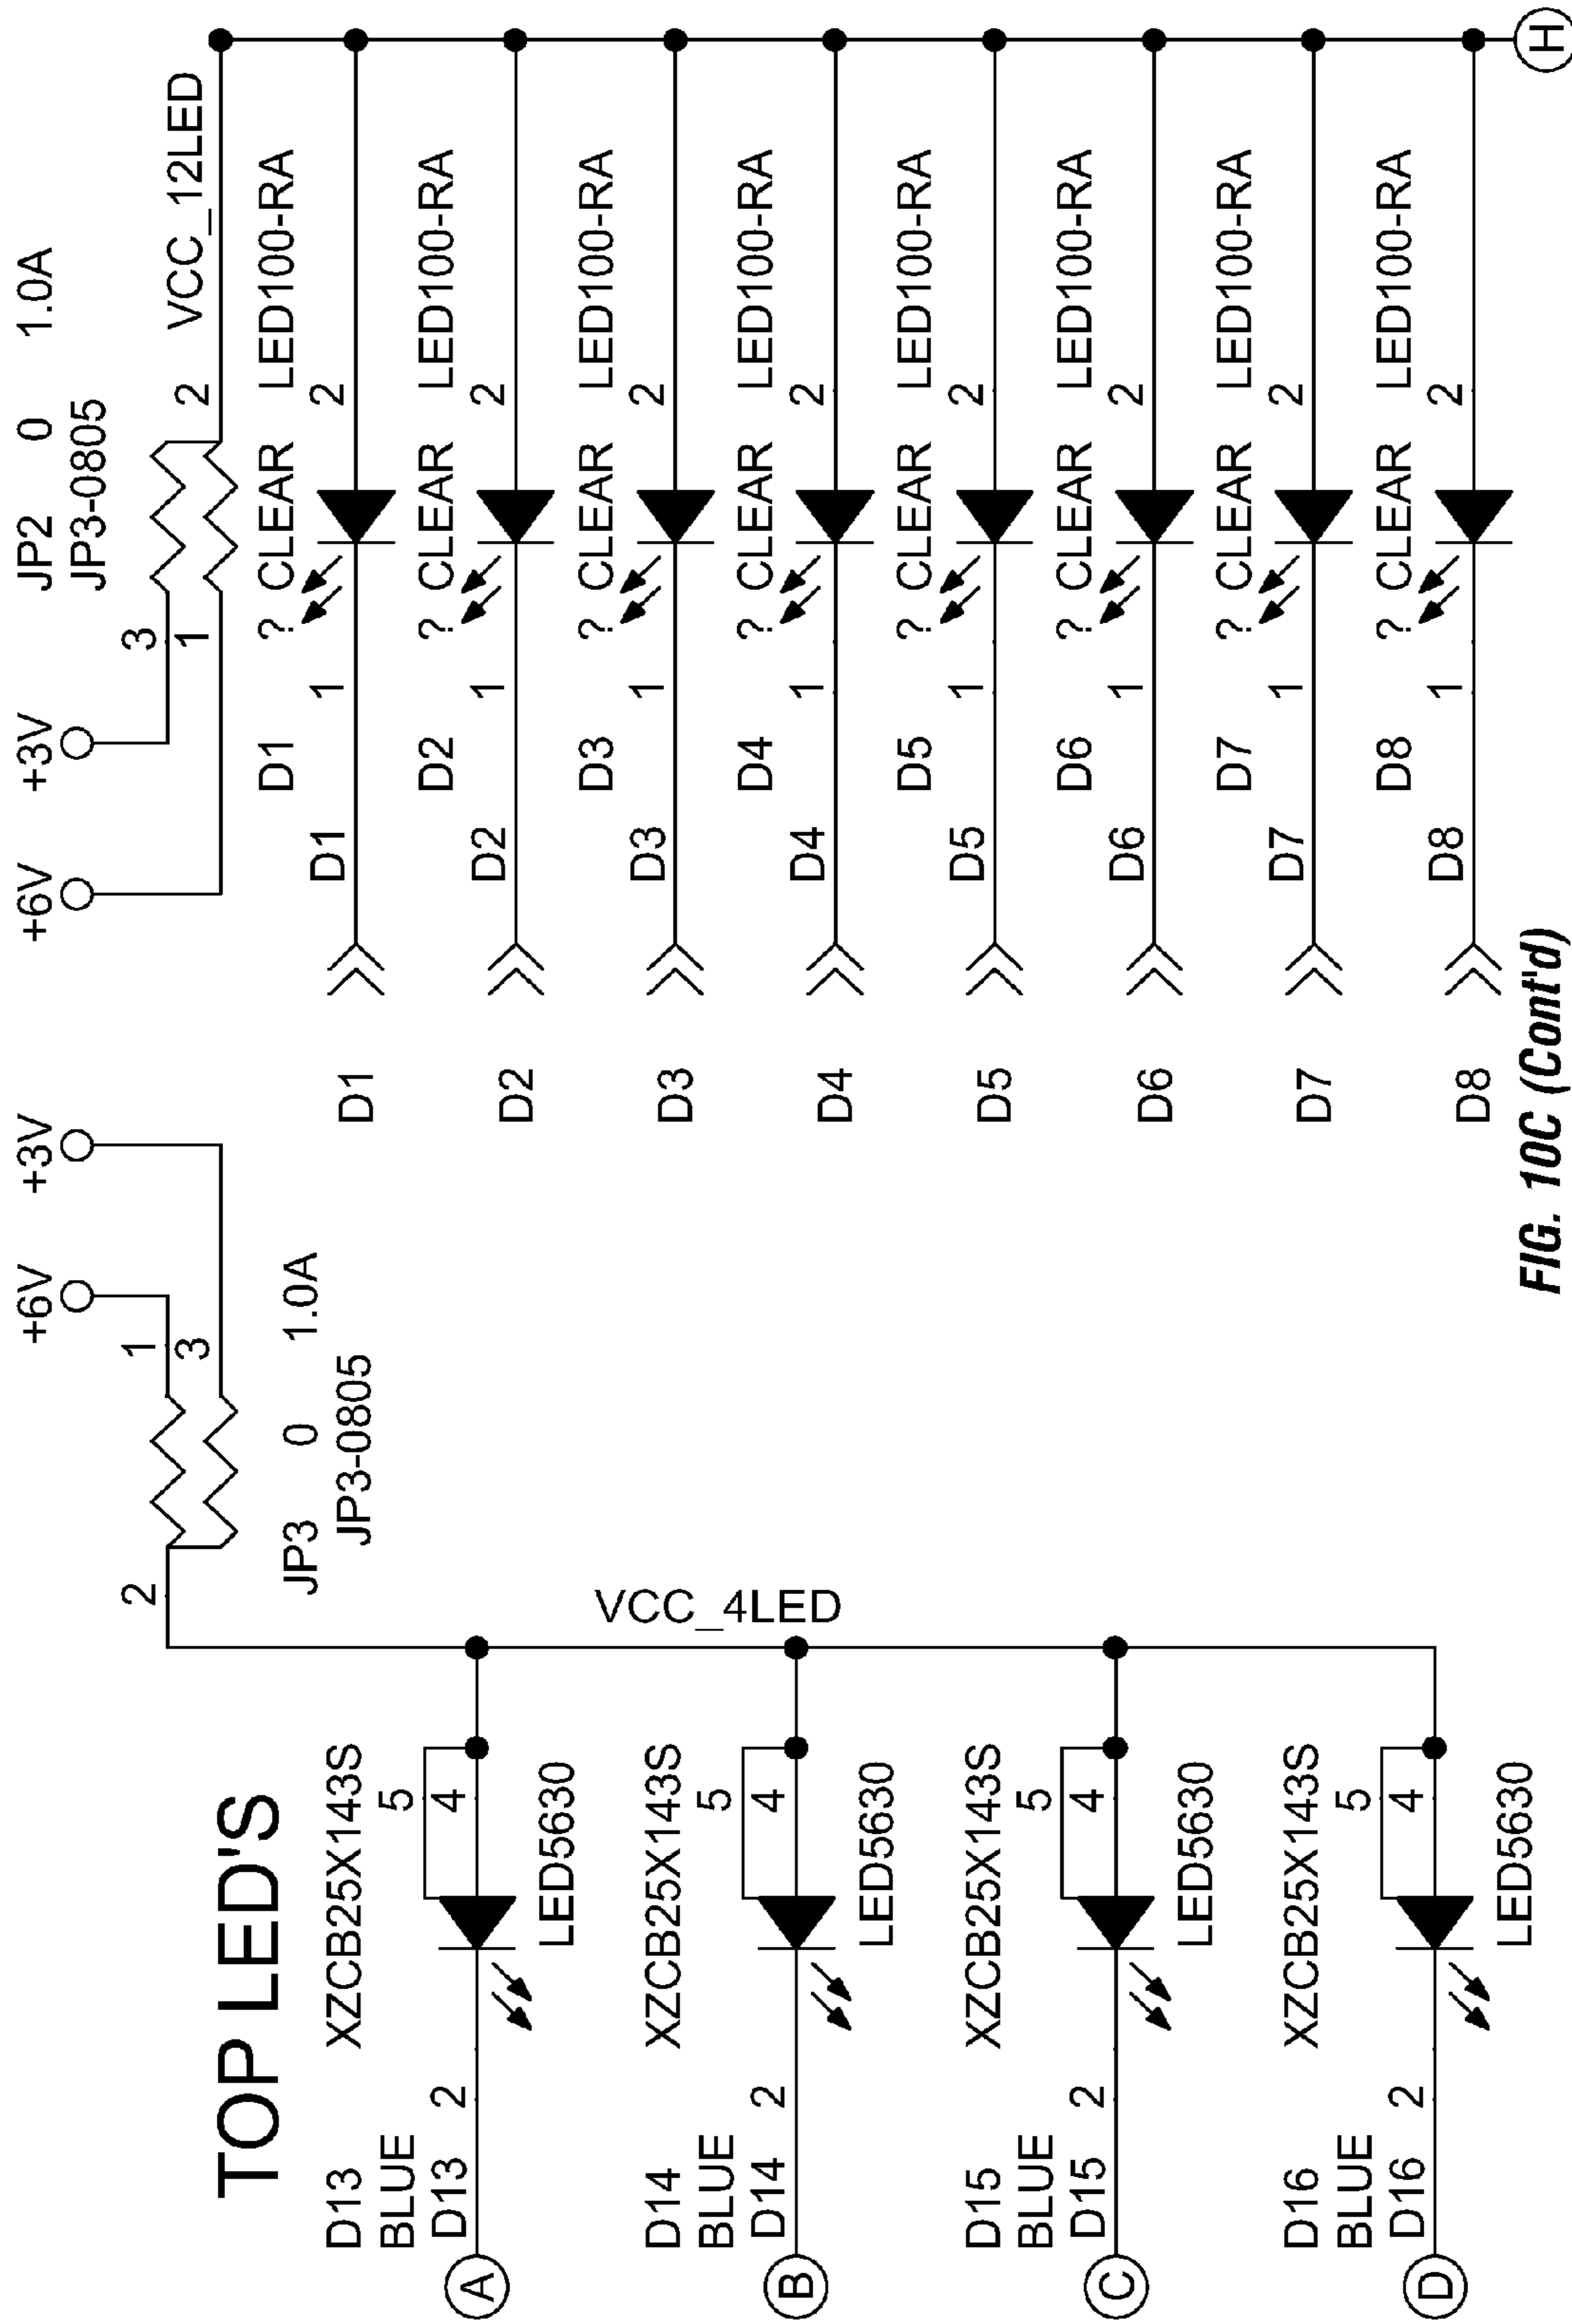 TOP LED'S
+6V
+3V
1
3
2
JP3 0 1.0A
JP3-0805
VCC_4LED
D13 XZCB25X143S
BLUE
5
D13 2
4
A
LED5630
D14 XZCB25X143S
BLUE
5
D14 2
4
B
LED5630
D15 XZCB25X143S
BLUE
5
D15 2
4
C
LED5630
D16 XZCB25X143S
BLUE
5
D16 2
4
D
LED5630
+6V
+3V
JP2 0 1.0A
JP3-0805
3
1
2
VCC_12LED
D1 ? CLEAR LED100-RA
D1 D1 1 2
D2 ? CLEAR LED100-RA
D2 D2 1 2
D3 ? CLEAR LED100-RA
D3 D3 1 2
D4 ? CLEAR LED100-RA
D4 D4 1 2
D5 ? CLEAR LED100-RA
D5 D5 1 2
D6 ? CLEAR LED100-RA
D6 D6 1 2
D7 ? CLEAR LED100-RA
D7 D7 1 2
D8 ? CLEAR LED100-RA
D8 D8 1 2
H
FIG. 10C (Cont'd)